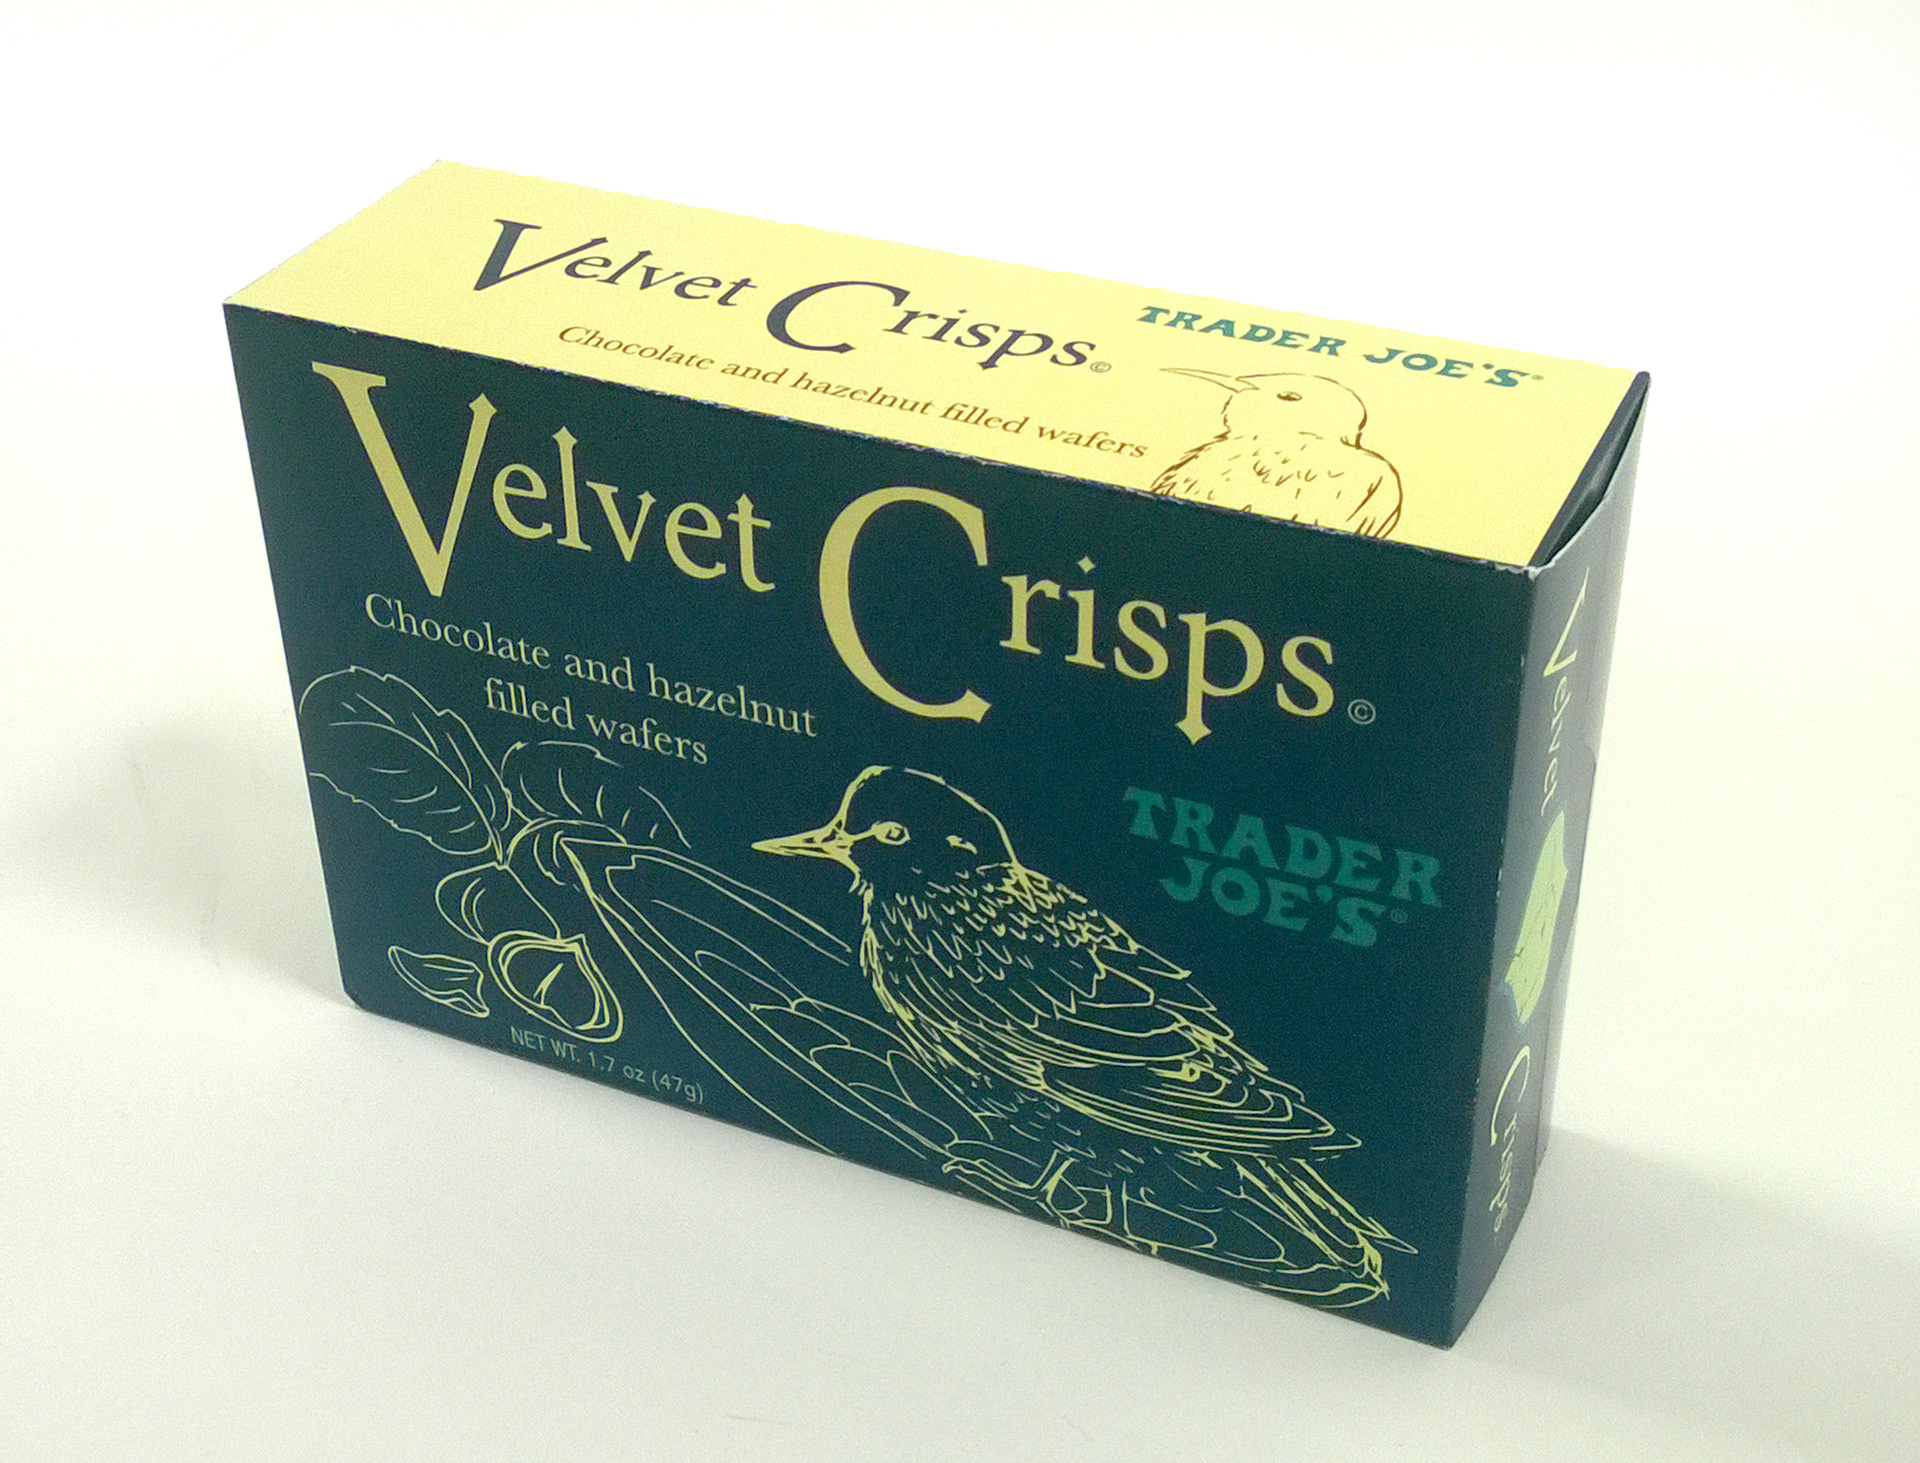 Velvet Crisps©
TRADER JOE'S®
Chocolate and hazelnut filled wafers
Velvet Crisps©
Chocolate and hazelnut
filled wafers
TRADER
JOE'S®
NET WT. 1.7 oz (47g)
Velvet Crisps